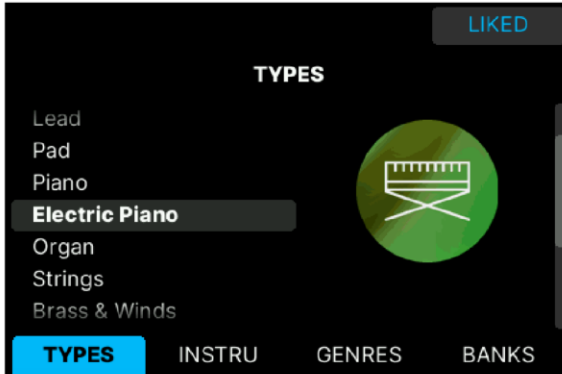 LIKED
TYPES
Lead
Pad
Piano
Electric Piano
Organ
Strings
Brass & Winds
TYPES INSTRU GENRES BANKS